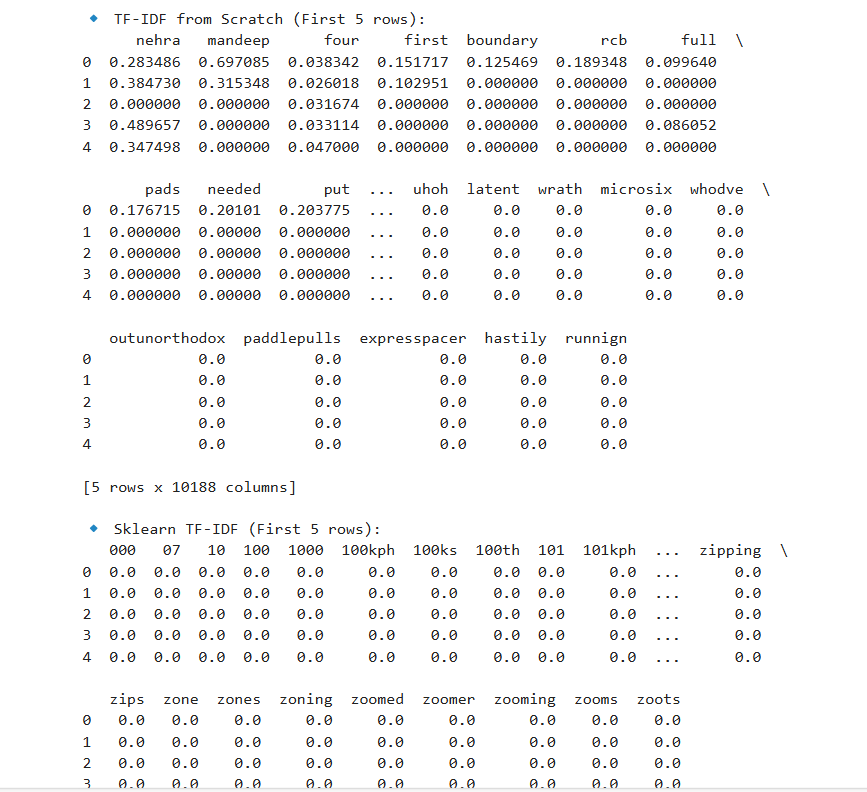 🔹 TF-IDF from Scratch (First 5 rows):
nehra mandeep four first boundary rcb full \
0 0.283486 0.697085 0.038342 0.151717 0.125469 0.189348 0.099640
1 0.384730 0.315348 0.026018 0.102951 0.000000 0.000000 0.000000
2 0.000000 0.000000 0.031674 0.000000 0.000000 0.000000 0.000000
3 0.489657 0.000000 0.033114 0.000000 0.000000 0.000000 0.086052
4 0.347498 0.000000 0.047000 0.000000 0.000000 0.000000 0.000000
pads needed put ... uhoh latent wrath microsix whodve \
0 0.176715 0.20101 0.203775 ... 0.0 0.0 0.0 0.0 0.0
1 0.000000 0.00000 0.000000 ... 0.0 0.0 0.0 0.0 0.0
2 0.000000 0.00000 0.000000 ... 0.0 0.0 0.0 0.0 0.0
3 0.000000 0.00000 0.000000 ... 0.0 0.0 0.0 0.0 0.0
4 0.000000 0.00000 0.000000 ... 0.0 0.0 0.0 0.0 0.0
outunorthodox paddlepulls expresspacer hastily runnign
0 0.0 0.0 0.0 0.0 0.0
1 0.0 0.0 0.0 0.0 0.0
2 0.0 0.0 0.0 0.0 0.0
3 0.0 0.0 0.0 0.0 0.0
4 0.0 0.0 0.0 0.0 0.0
[5 rows x 10188 columns]
🔹 Sklearn TF-IDF (First 5 rows):
000 07 10 100 1000 100kph 100ks 100th 101 101kph ... zipping \
0 0.0 0.0 0.0 0.0 0.0 0.0 0.0 0.0 0.0 0.0 ... 0.0
1 0.0 0.0 0.0 0.0 0.0 0.0 0.0 0.0 0.0 0.0 ... 0.0
2 0.0 0.0 0.0 0.0 0.0 0.0 0.0 0.0 0.0 0.0 ... 0.0
3 0.0 0.0 0.0 0.0 0.0 0.0 0.0 0.0 0.0 0.0 ... 0.0
4 0.0 0.0 0.0 0.0 0.0 0.0 0.0 0.0 0.0 0.0 ... 0.0
zips zone zones zoning zoomed zoomer zooming zooms zoots
0 0.0 0.0 0.0 0.0 0.0 0.0 0.0 0.0 0.0
1 0.0 0.0 0.0 0.0 0.0 0.0 0.0 0.0 0.0
2 0.0 0.0 0.0 0.0 0.0 0.0 0.0 0.0 0.0
3 0.0 0.0 0.0 0.0 0.0 0.0 0.0 0.0 0.0